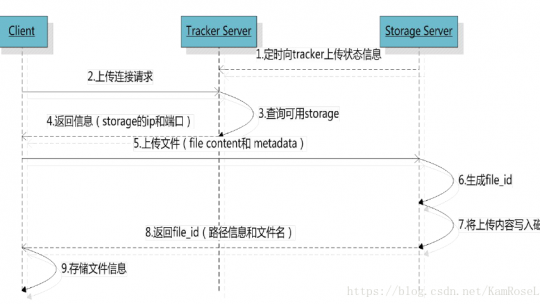 Client
Tracker Server
Storage Server
1.定时向tracker上传状态信息
2.上传连接请求
3.查询可用storage
4.返回信息（storage的ip和端口）
5.上传文件（file content和 metadata）
6.生成file_id
7.将上传内容写入磁
8.返回file_id（路径信息和文件名）
9.存储文件信息
https://blog.csdn.net/KamRoseL